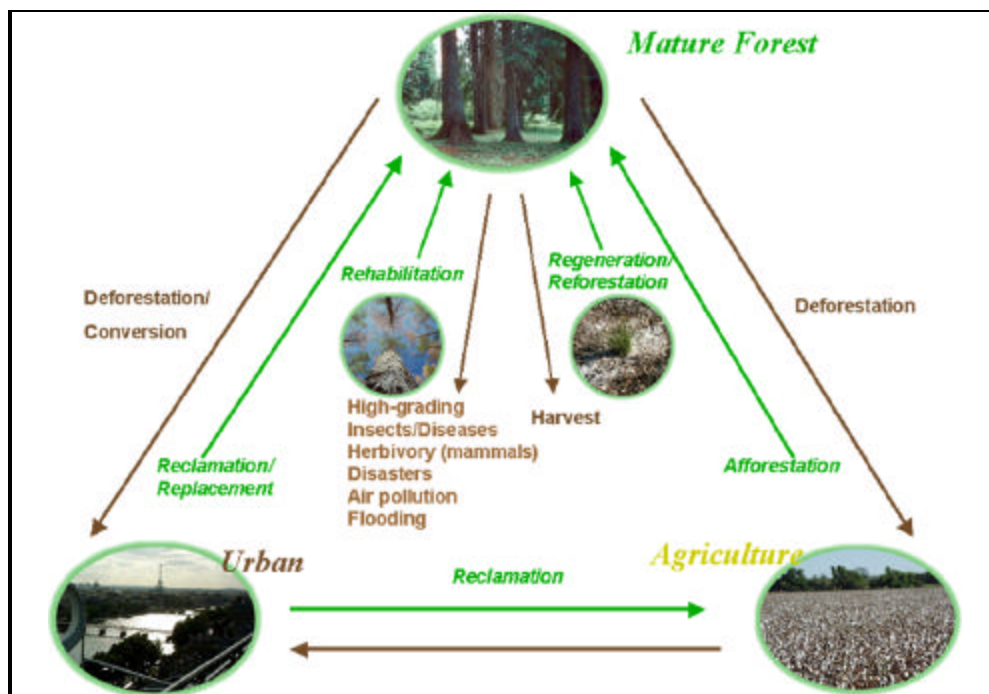 Mature Forest
Rehabilitation
Regeneration/
Reforestation
Deforestation/
Conversion
Deforestation
High-grading
Insects/Diseases
Herbivory (mammals)
Disasters
Air pollution
Flooding
Harvest
Reclamation/
Replacement
Afforestation
Urban
Agriculture
Reclamation